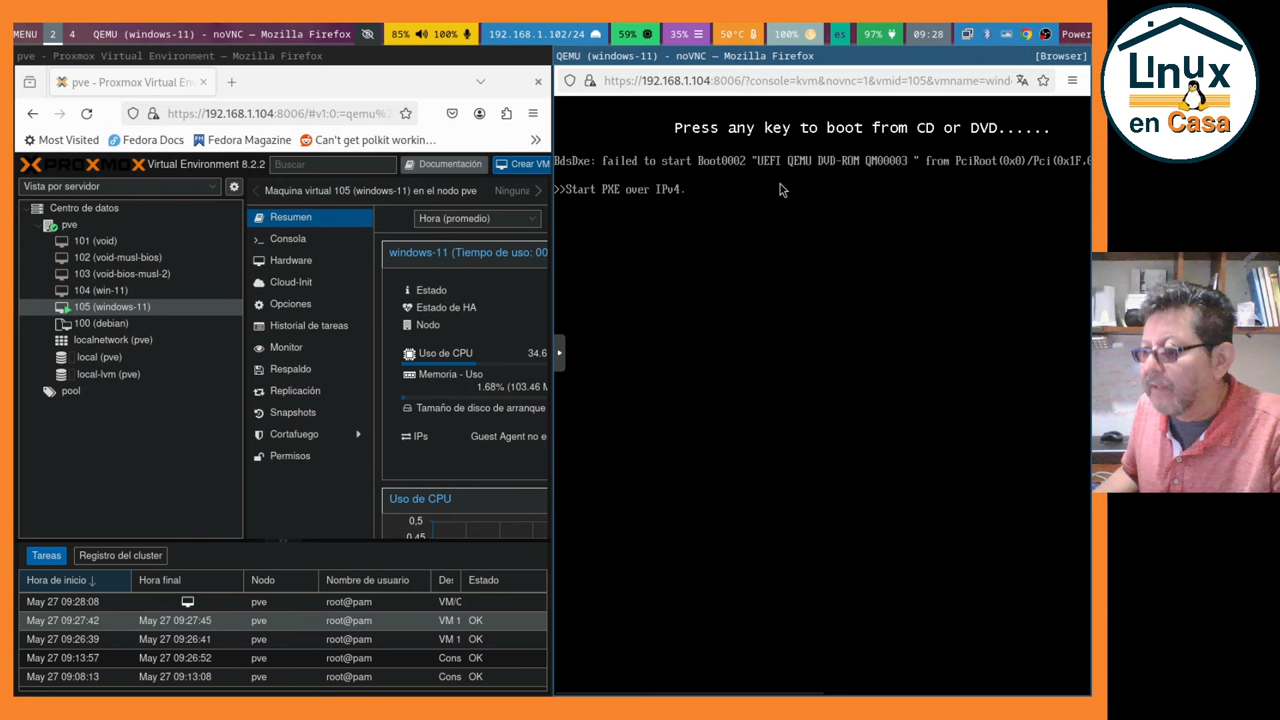 MENU 2 4 QEMU (windows-11) - noVNC — Mozilla Firefox 85% 100% 192.168.1.102/24 59% 35% 50°C 100% es 97% 09:28 Power
pve - Proxmox Virtual Environment — Mozilla Firefox
QEMU (windows-11) - noVNC — Mozilla Firefox [Browser]
pve - Proxmox Virtual Envi
https://192.168.1.104:8006/?console=kvm&novnc=1&vmid=105&vmname=wind
https://192.168.1.104:8006/#v1:0:=qemu%2
Most Visited Fedora Docs Fedora Magazine Can't get polkit workin…
PROXMOX Virtual Environment 8.2.2 Buscar Documentación Crear VM
Vista por servidor
Maquina virtual 105 (windows-11) en el nodo pve Ninguna
Centro de datos
pve
101 (void)
102 (void-musl-bios)
103 (void-bios-musl-2)
104 (win-11)
105 (windows-11)
100 (debian)
localnetwork (pve)
local (pve)
local-lvm (pve)
pool
Resumen
Consola
Hardware
Cloud-Init
Opciones
Historial de tareas
Monitor
Respaldo
Replicación
Snapshots
Cortafuego
Permisos
Hora (promedio)
windows-11 (Tiempo de uso: 00
Estado
Estado de HA
Nodo
Uso de CPU 34.6
Memoria - Uso
1.68% (103.46 M
Tamaño de disco de arranque
IPs Guest Agent no e
Uso de CPU
0,5
0,45
Press any key to boot from CD or DVD......
BdsDxe: failed to start Boot0002 "UEFI QEMU DVD-ROM QM00003 " from PciRoot(0x0)/Pci(0x1F,0
>>Start PXE over IPv4.
Tareas Registro del cluster
Hora de inicio Hora final Nodo Nombre de usuario Des Estado
May 27 09:28:08 pve root@pam VM/C
May 27 09:27:42 May 27 09:27:45 pve root@pam VM 1 OK
May 27 09:26:39 May 27 09:26:41 pve root@pam VM 1 OK
May 27 09:13:57 May 27 09:26:52 pve root@pam Cons OK
May 27 09:08:13 May 27 09:13:08 pve root@pam Cons OK
Linux
en Casa